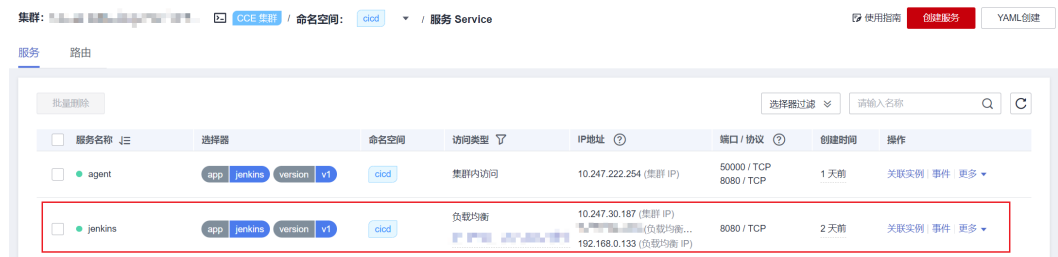 集群：
CCE 集群 / 命名空间： cicd / 服务 Service
使用指南 创建服务 YAML创建
服务 路由
批量删除 选择器过滤 请输入名称
服务名称 选择器 命名空间 访问类型 IP地址 端口 / 协议 创建时间 操作
agent app jenkins version v1 cicd 集群内访问 10.247.222.254 (集群 IP) 50000 / TCP
8080 / TCP 1 天前 关联实例 事件 更多
jenkins app jenkins version v1 cicd 负载均衡 10.247.30.187 (集群 IP)
(负载均衡...
192.168.0.133 (负载均衡 IP) 8080 / TCP 2 天前 关联实例 事件 更多